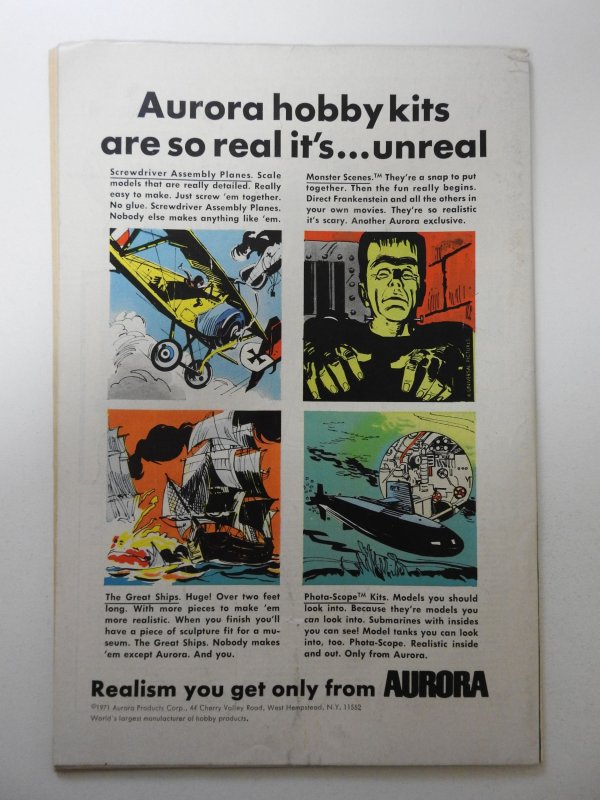 Aurora hobby kits
are so real it's...unreal
Screwdriver Assembly Planes. Scale
models that are really detailed. Really
easy to make. Just screw 'em together.
No glue. Screwdriver Assembly Planes.
Nobody else makes anything like 'em.
Monster Scenes.™ They're a snap to put
together. Then the fun really begins.
Direct Frankenstein and all the others in
your own movies. They're so realistic
it's scary. Another Aurora exclusive.
© UNIVERSAL PICTURES
The Great Ships. Huge! Over two feet
long. With more pieces to make 'em
more realistic. When you finish you'll
have a piece of sculpture fit for a mu-
seum. The Great Ships. Nobody makes
'em except Aurora. And you.
Phota-Scope™ Kits. Models you should
look into. Because they're models you
can look into. Submarines with insides
you can see! Model tanks you can look
into, too. Phota-Scope. Realistic inside
and out. Only from Aurora.
Realism you get only from AURORA
©1971 Aurora Products Corp., 44 Cherry Valley Road, West Hempstead, N.Y. 11552
World's largest manufacturer of hobby products.